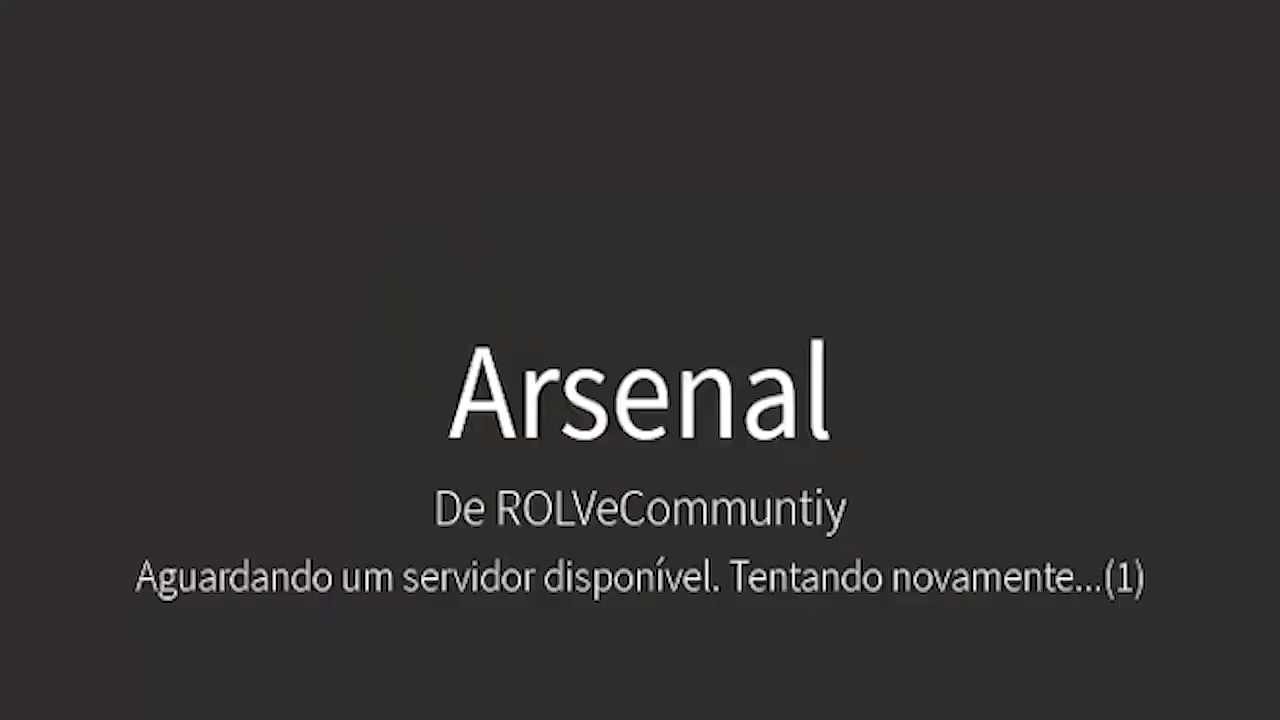 Arsenal
De ROLVeCommuntiy
Aguardando um servidor disponível. Tentando novamente...(1)